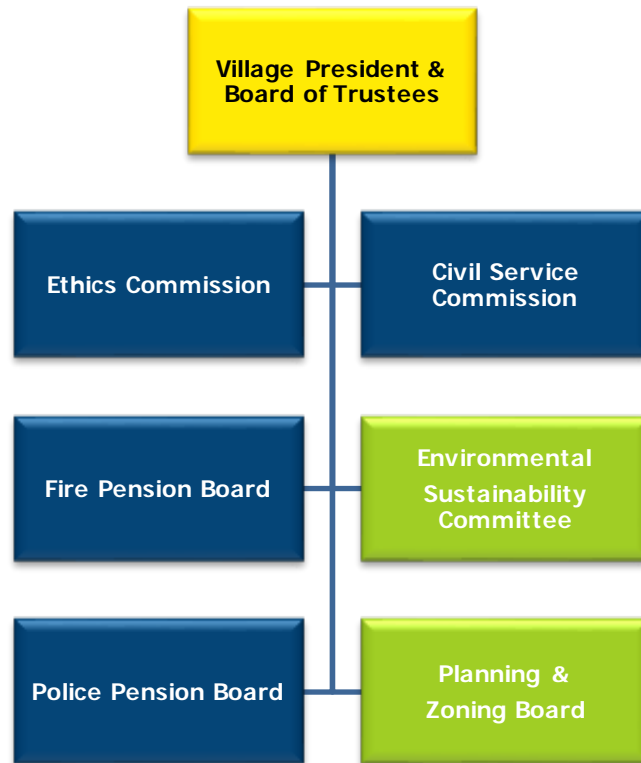 Village President &
Board of Trustees
Ethics Commission
Civil Service
Commission
Fire Pension Board
Environmental
Sustainability
Committee
Police Pension Board
Planning &
Zoning Board